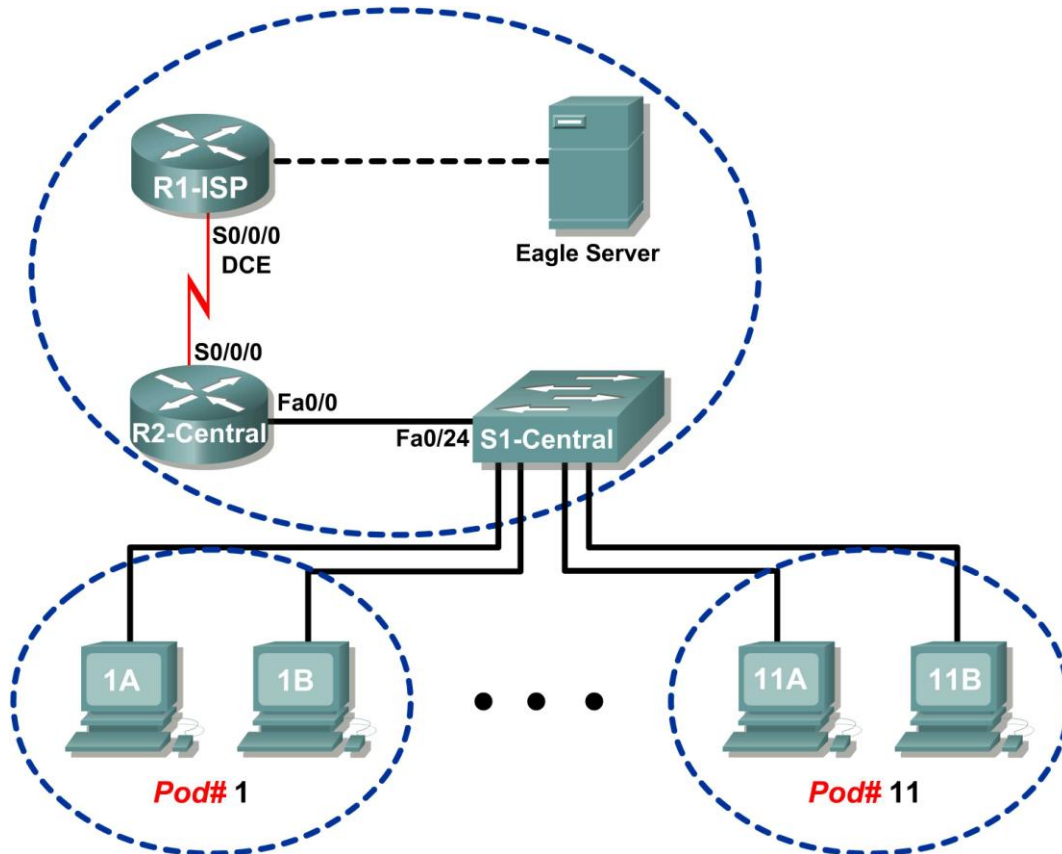 R1-ISP
S0/0/0
DCE
Eagle Server
S0/0/0
R2-Central
Fa0/0
Fa0/24
S1-Central
1A
1B
11A
11B
Pod# 1
Pod# 11